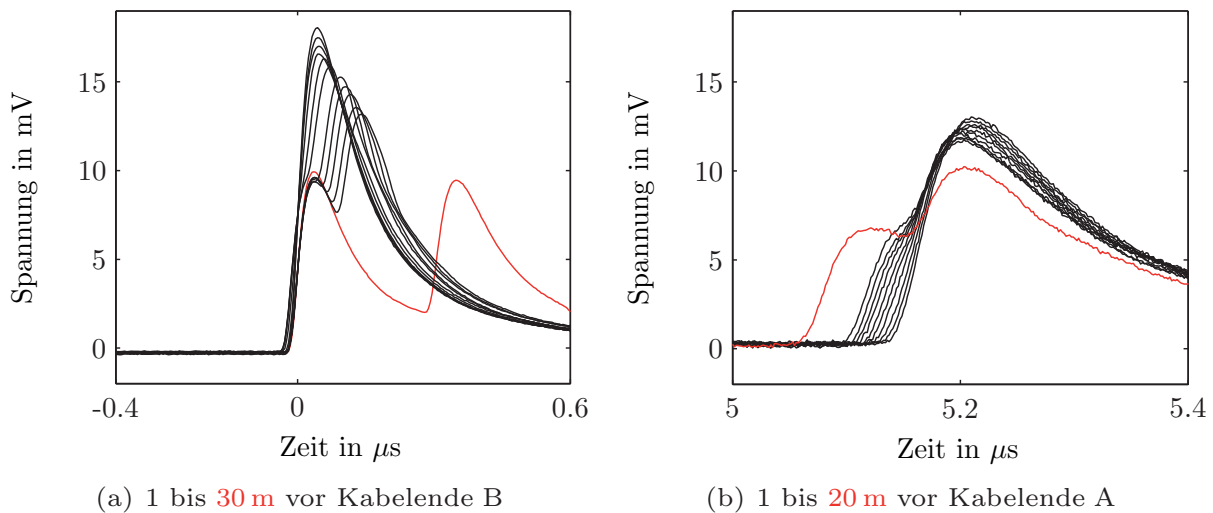 15
10
5
0
Spannung in mV
-0.4
0
0.6
Zeit in μs
(a) 1 bis 30 m vor Kabelende B
15
10
5
0
Spannung in mV
5
5.2
5.4
Zeit in μs
(b) 1 bis 20 m vor Kabelende A